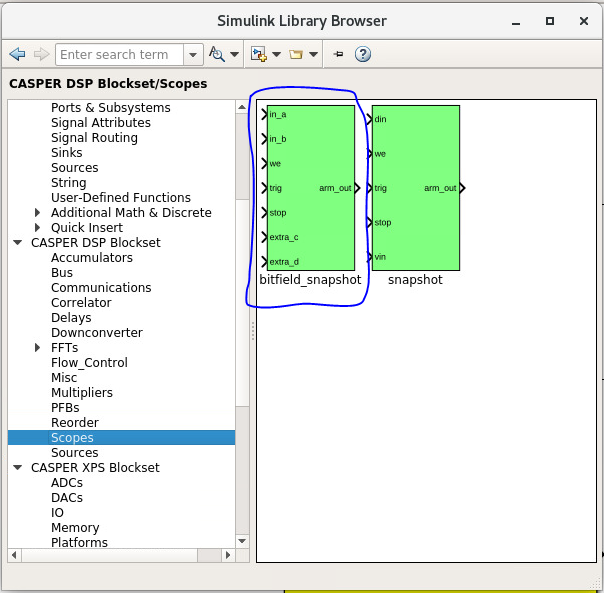 Simulink Library Browser
Enter search term
CASPER DSP Blockset/Scopes
Ports & Subsystems
Signal Attributes
Signal Routing
Sinks
Sources
String
User-Defined Functions
Additional Math & Discrete
Quick Insert
CASPER DSP Blockset
Accumulators
Bus
Communications
Correlator
Delays
Downconverter
FFTs
Flow_Control
Misc
Multipliers
PFBs
Reorder
Scopes
Sources
CASPER XPS Blockset
ADCs
DACs
IO
Memory
Platforms
in_a
in_b
we
trig
arm_out
stop
extra_c
extra_d
bitfield_snapshot
din
we
trig
arm_out
stop
vin
snapshot